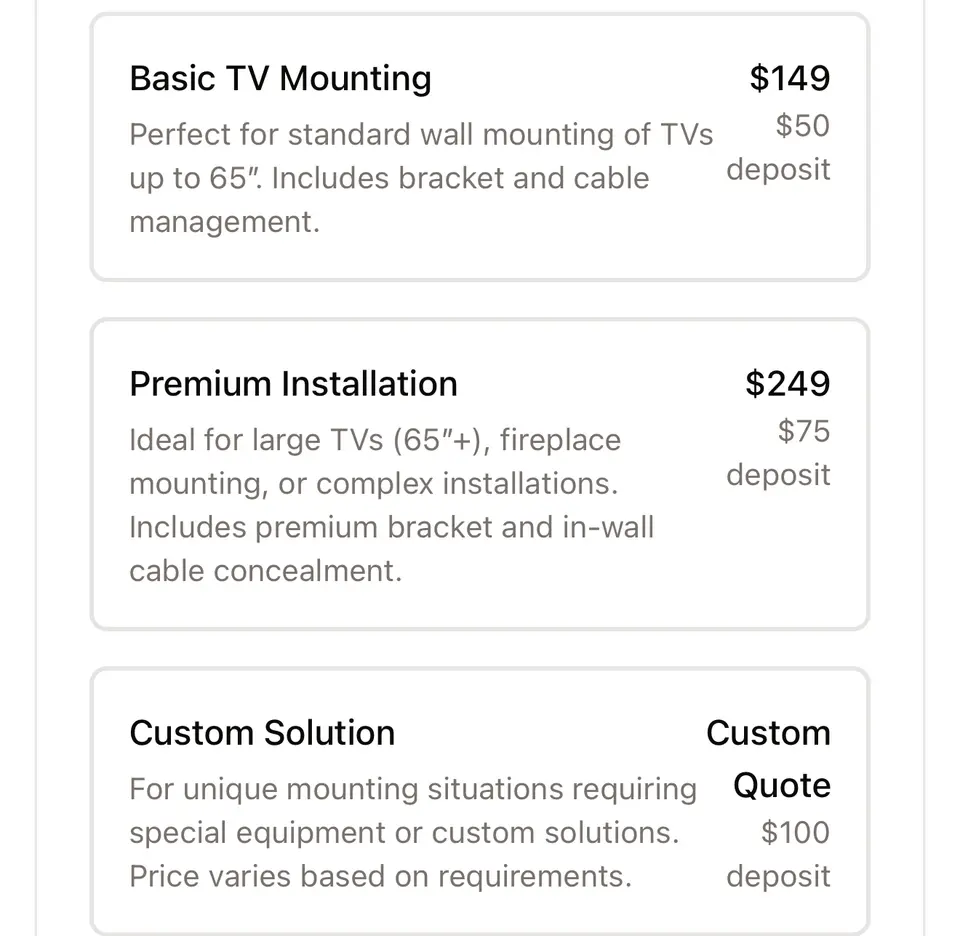 Basic TV Mounting
$149
Perfect for standard wall mounting of TVs
up to 65″. Includes bracket and cable
management.
$50
deposit
Premium Installation
$249
Ideal for large TVs (65″+), fireplace
mounting, or complex installations.
Includes premium bracket and in-wall
cable concealment.
$75
deposit
Custom Solution
Custom
Quote
For unique mounting situations requiring
special equipment or custom solutions.
Price varies based on requirements.
$100
deposit